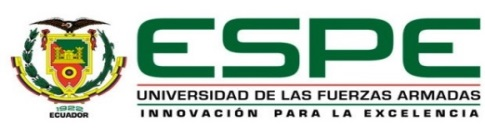 ESPE
UNIVERSIDAD DE LAS FUERZAS ARMADAS
INNOVACIÓN PARA LA EXCELENCIA
1922
ECUADOR